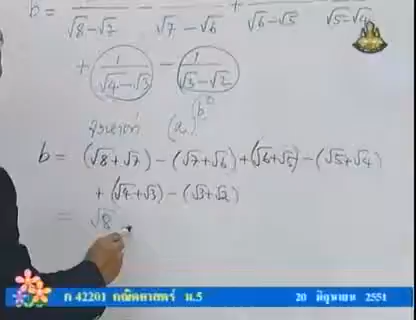 b = 1/(√8-√7) - 1/(√7-√6) + 1/(√6-√5) - 1/(√5-√4)
+ 1/(√4-√3) - 1/(√3-√2)
(a)^b^0
b = (√8+√7) - (√7+√6) + (√6+√5) - (√5+√4)
+ (√4+√3) - (√3+√2)
= √8
ค 42201 คณิตศาสตร์ ม.5 20 มิถุนายน 2551